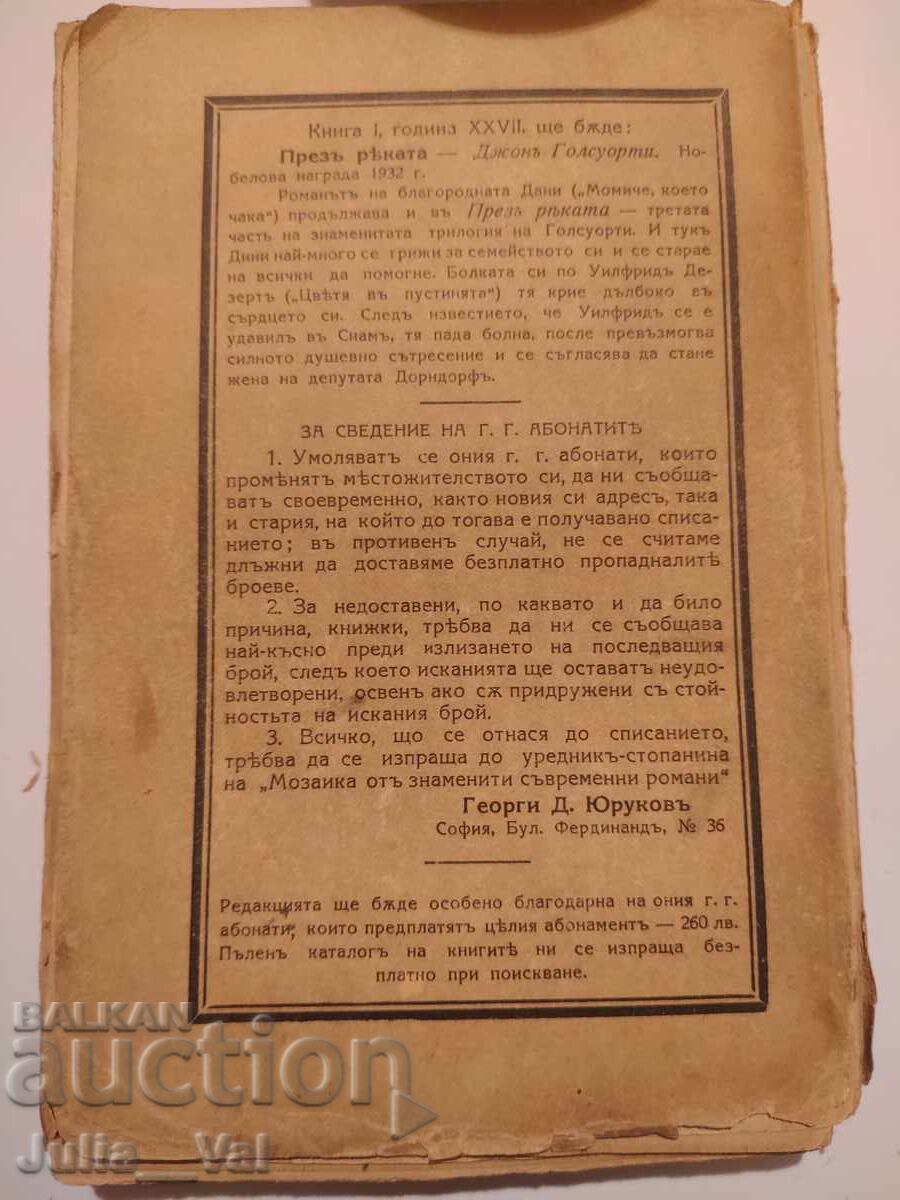 Книга I, година XXVII. ще бѫде:
Презъ рѣката — Джонъ Голсуорти. Но-
белова награда 1932 г.
Романътъ на благородната Дани („Момиче, което
чака“) продължава и въ Презъ рѣката — третата
часть на знаменитата трилогия на Голсуорти. И тукъ
Дини най-много се грижи за семейството си и се старае
на всички да помогне. Болката си по Уилфридъ Де-
зертъ („Цвѣтя въ пустинята“) тя крие дълбоко въ
сърдцето си. Следъ известието, че Уилфридъ се е
удавилъ въ Сиамъ, тя пада болна, после превъзмогва
силното душевно сътресение и се съгласява да стане
жена на депутата Дорндорфъ.
ЗА СВЕДЕНИЕ НА Г. Г. АБОНАТИТѢ
1. Умоляватъ се ония г. г. абонати, които
промѣнятъ мѣстожителството си, да ни съобща-
ватъ своевременно, както новия си адресъ, така
и стария, на който до тогава е получавано списа-
нието; въ противенъ случай, не се считаме
длъжни да доставяме безплатно пропадналитѣ
броеве.
2. За недоставени, по каквато и да било
причина, книжки, трѣбва да ни се съобщава
най-късно преди излизането на последващия
брой, следъ което исканията ще остават неудо-
влетворени, освенъ ако сѫ придружени съ стой-
ностьта на искания брой.
3. Всичко, що се отнася до списанието,
трѣбва да се изпраща до уредникъ-стопанина
на „Мозаика отъ знаменити съвременни романи“
Георги Д. Юруковъ
София, Бул. Фердинандъ, № 36
Редакцията ще бѫде особено благодарна на ония г. г.
абонати, които предплатятъ цѣлия абонаментъ — 260 лв.
Пъленъ каталогъ на книгитѣ ни се изпраща без-
платно при поискване.
BALKAN
auction
Julia__Val